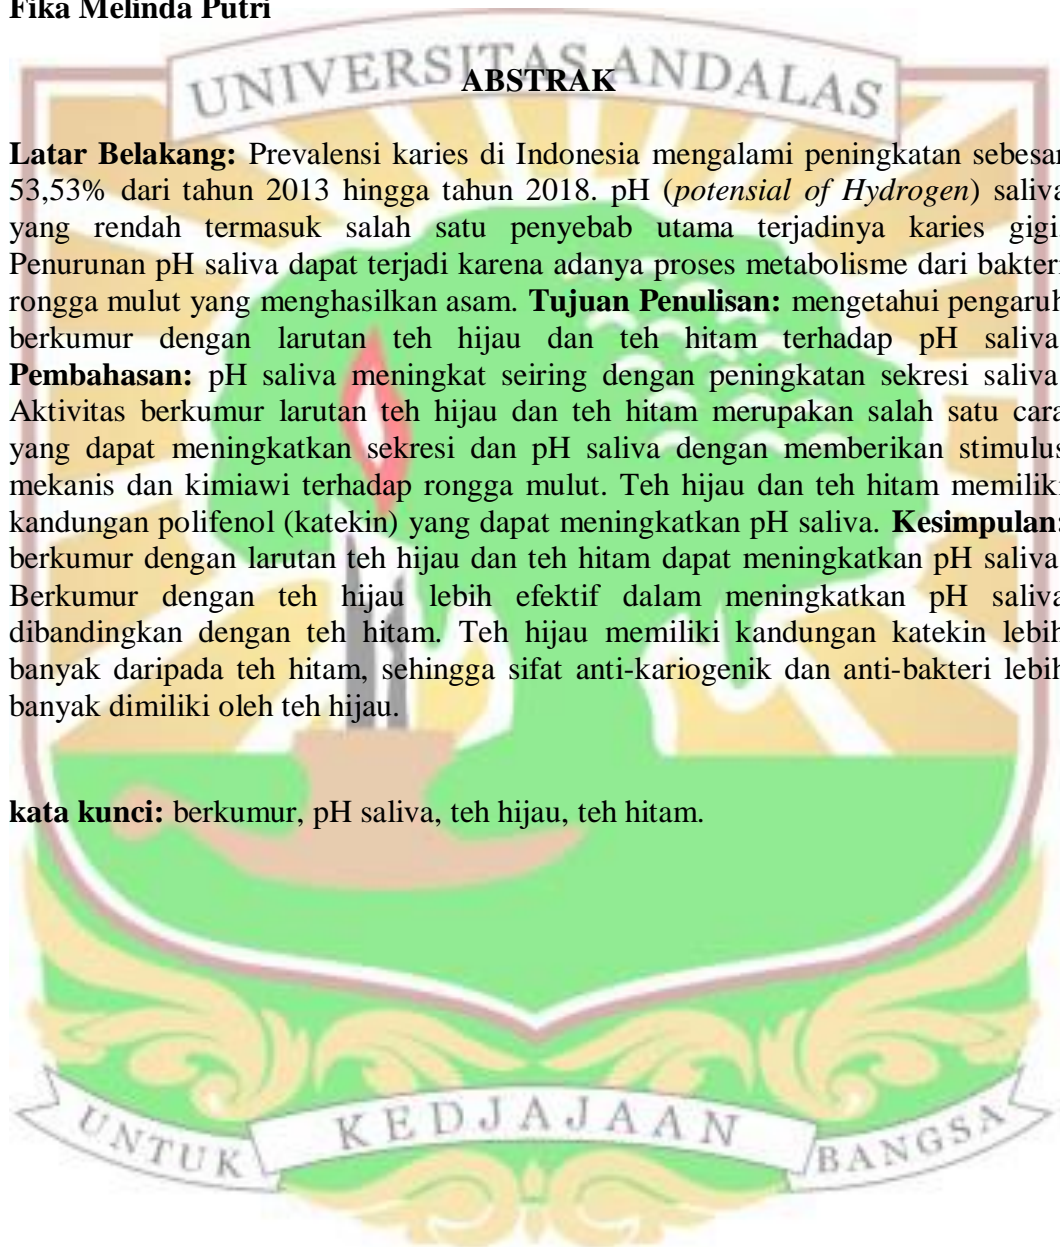 Fika Melinda Putri
UNIVERSITAS ANDALAS
ABSTRAK
Latar Belakang: Prevalensi karies di Indonesia mengalami peningkatan sebesar
53,53% dari tahun 2013 hingga tahun 2018. pH (potensial of Hydrogen) saliva
yang rendah termasuk salah satu penyebab utama terjadinya karies gigi.
Penurunan pH saliva dapat terjadi karena adanya proses metabolisme dari bakteri
rongga mulut yang menghasilkan asam. Tujuan Penulisan: mengetahui pengaruh
berkumur dengan larutan teh hijau dan teh hitam terhadap pH saliva.
Pembahasan: pH saliva meningkat seiring dengan peningkatan sekresi saliva.
Aktivitas berkumur larutan teh hijau dan teh hitam merupakan salah satu cara
yang dapat meningkatkan sekresi dan pH saliva dengan memberikan stimulus
mekanis dan kimiawi terhadap rongga mulut. Teh hijau dan teh hitam memiliki
kandungan polifenol (katekin) yang dapat meningkatkan pH saliva. Kesimpulan:
berkumur dengan larutan teh hijau dan teh hitam dapat meningkatkan pH saliva.
Berkumur dengan teh hijau lebih efektif dalam meningkatkan pH saliva
dibandingkan dengan teh hitam. Teh hijau memiliki kandungan katekin lebih
banyak daripada teh hitam, sehingga sifat anti-kariogenik dan anti-bakteri lebih
banyak dimiliki oleh teh hijau.
kata kunci: berkumur, pH saliva, teh hijau, teh hitam.
UNTUK KEDJAJAAN BANGSA